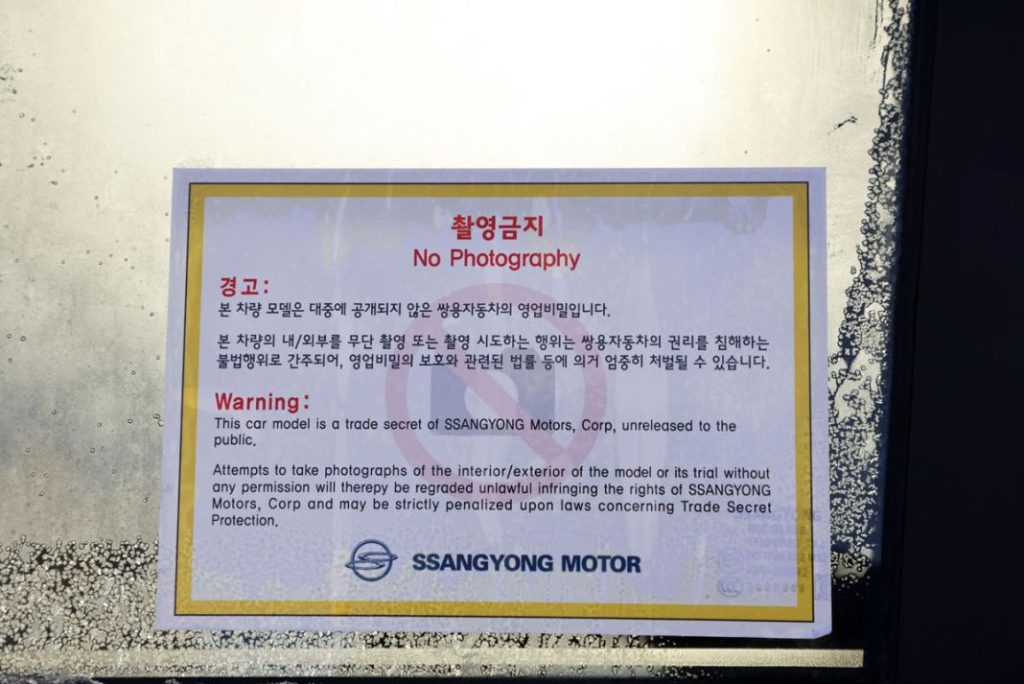 촬영금지
No Photography
경고:
본 차량 모델은 대중에 공개되지 않은 쌍용자동차의 영업비밀입니다.
본 차량의 내/외부를 무단 촬영 또는 촬영 시도하는 행위는 쌍용자동차의 권리를 침해하는
불법행위로 간주되어, 영업비밀의 보호와 관련된 법률 등에 의거 엄중히 처벌될 수 있습니다.
Warning:
This car model is a trade secret of SSANGYONG Motors, Corp, unreleased to the
public.
Attempts to take photographs of the interior/exterior of the model or its trial without
any permission will therepy be regraded unlawful infringing the rights of SSANGYONG
Motors, Corp and may be strictly penalized upon laws concerning Trade Secret
Protection.
SSANGYONG MOTOR